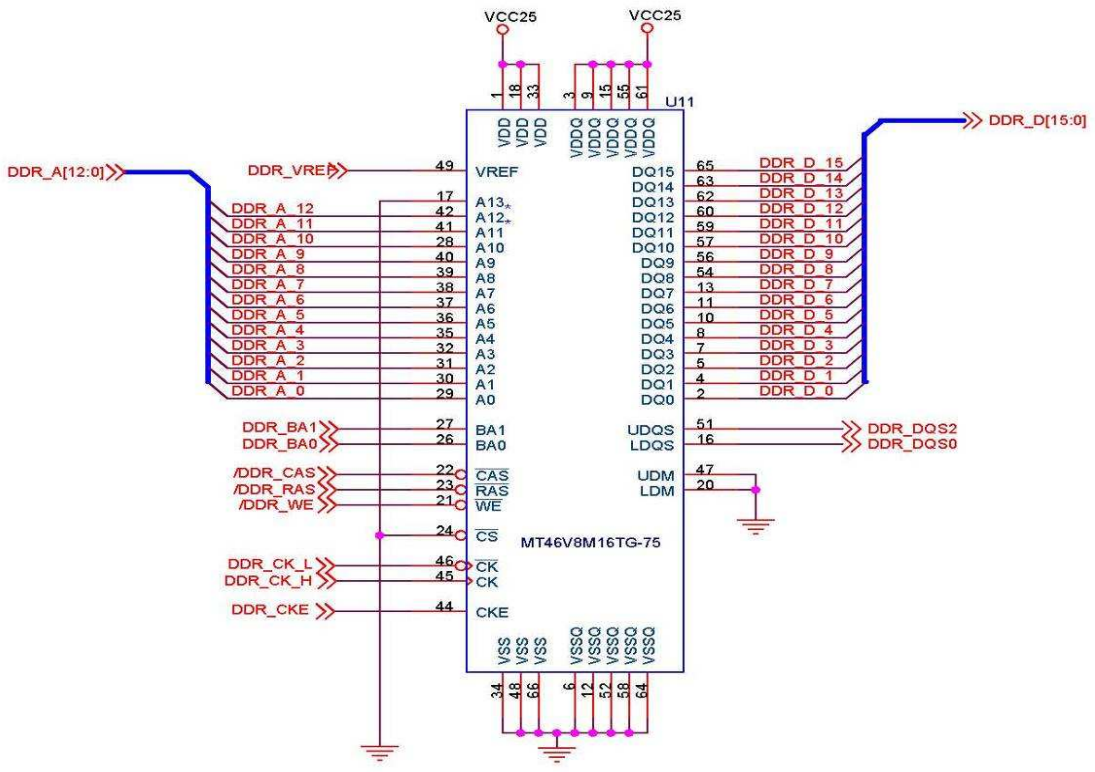 VCC25 VCC25
1 18 33 3 9 15 55 61
U11
VDD VDD VDD VDDQ VDDQ VDDQ VDDQ VDDQ
DDR_D[15:0]
DDR_A[12:0]
DDR_VREF 49 VREF DQ15 65 DDR_D_15
DQ14 63 DDR_D_14
17 A13* DQ13 62 DDR_D_13
DDR_A_12 42 A12* DQ12 60 DDR_D_12
DDR_A_11 41 A11 DQ11 59 DDR_D_11
DDR_A_10 28 A10 DQ10 57 DDR_D_10
DDR_A_9 40 A9 DQ9 56 DDR_D_9
DDR_A_8 39 A8 DQ8 54 DDR_D_8
DDR_A_7 38 A7 DQ7 13 DDR_D_7
DDR_A_6 37 A6 DQ6 11 DDR_D_6
DDR_A_5 36 A5 DQ5 10 DDR_D_5
DDR_A_4 35 A4 DQ4 8 DDR_D_4
DDR_A_3 32 A3 DQ3 7 DDR_D_3
DDR_A_2 31 A2 DQ2 5 DDR_D_2
DDR_A_1 30 A1 DQ1 4 DDR_D_1
DDR_A_0 29 A0 DQ0 2 DDR_D_0
DDR_BA1 27 BA1 UDQS 51 DDR_DQS2
DDR_BA0 26 BA0 LDQS 16 DDR_DQS0
/DDR_CAS 22 CAS UDM 47
/DDR_RAS 23 RAS LDM 20
/DDR_WE 21 WE
24 CS
MT46V8M16TG-75
DDR_CK_L 46 CK
DDR_CK_H 45 CK
DDR_CKE 44 CKE
VSS VSS VSS VSSQ VSSQ VSSQ VSSQ VSSQ
34 48 66 6 12 52 58 64